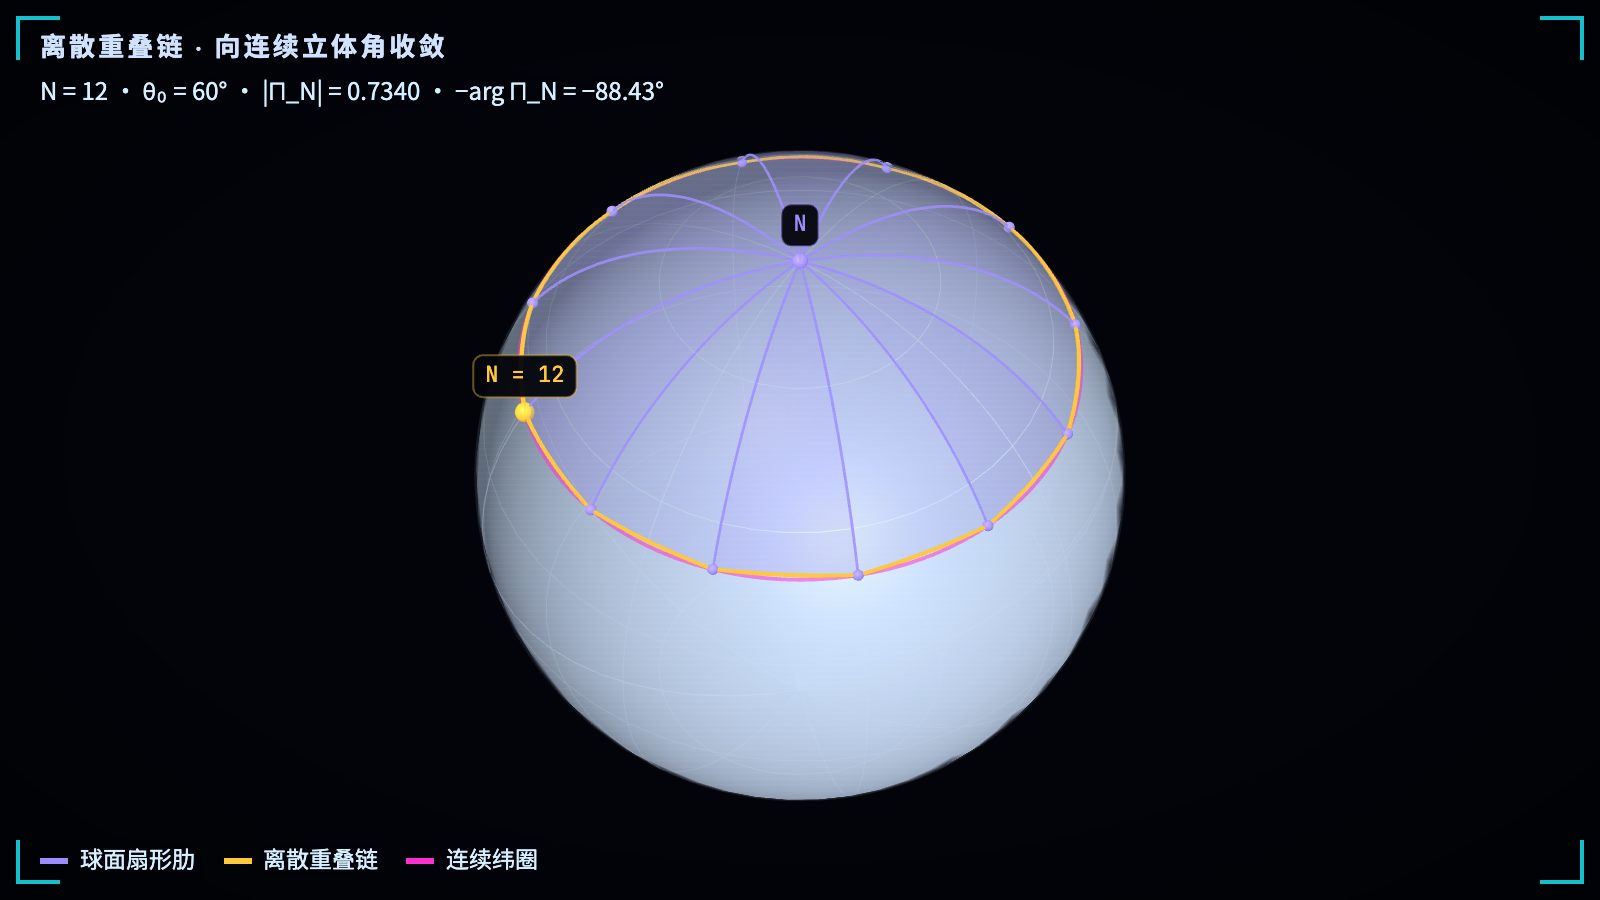 离散重叠链 · 向连续立体角收敛
N = 12 • θ₀ = 60° • |Π_N| = 0.7340 • −arg Π_N = −88.43°
N
N = 12
球面扇形肋
离散重叠链
连续纬圈